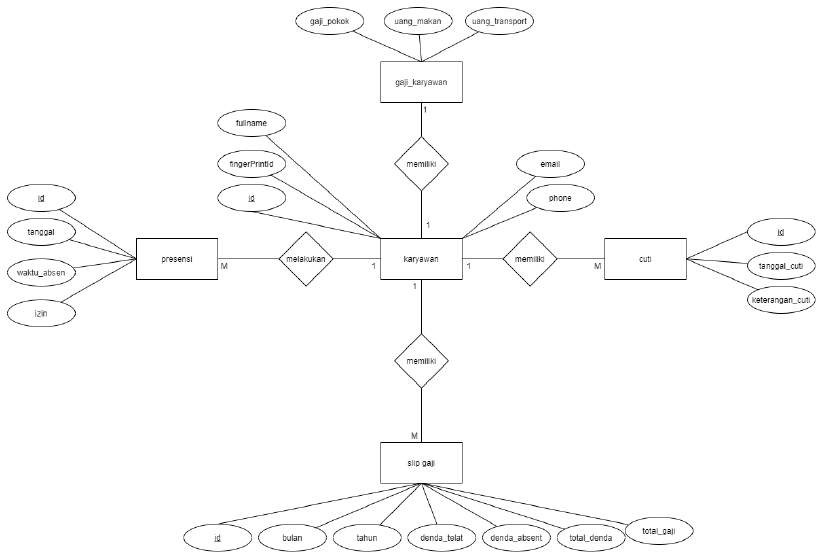 gaji_pokok
uang_makan
uang_transport
gaji_karyawan
1
memiliki
1
fullname
fingerPrintId
id
email
phone
id
tanggal
waktu_absen
izin
presensi
M
melakukan
1
karyawan
1
memiliki
M
cuti
id
tanggal_cuti
keterangan_cuti
1
memiliki
M
slip gaji
id
bulan
tahun
denda_telat
denda_absent
total_denda
total_gaji